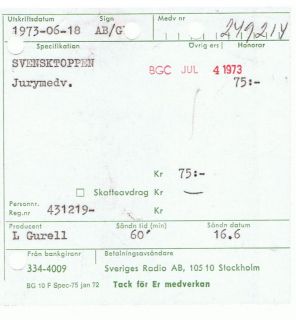 Utskriftsdatum Sign Medv nr
1973-06-18 AB/G 249214
Specifikation Övrig ers Honorar
SVENSKTOPPEN BGC JUL 4 1973
Jurymedv. 75:-
Kr 75:-
Skatteavdrag Kr —
Personnr.
Reg.nr 431219- Kr
Producent Sändn tid (min) Sändn datum
L Gurell 60' 16.6
Från bankgironr Betalningsavsändare
334-4009 Sveriges Radio AB, 105 10 Stockholm
BG 10 F Spec-75 jan 72 Tack för Er medverkan